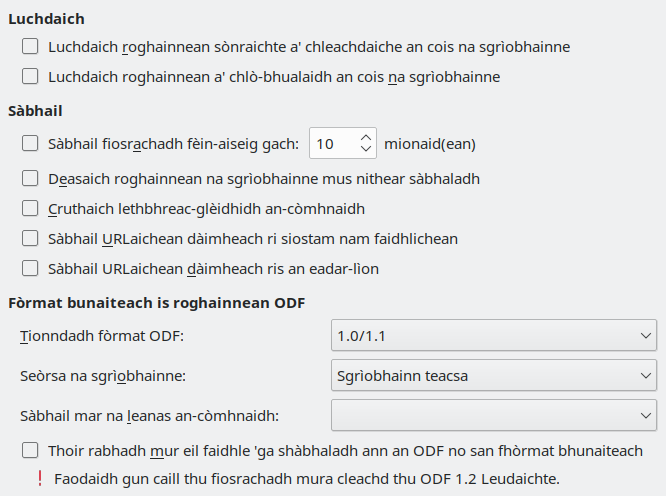 Luchdaich
Luchdaich roghainnean sònraichte a' chleachdaiche an cois na sgrìobhainne
Luchdaich roghainnean a' chlò-bhualaidh an cois na sgrìobhainne
Sàbhail
Sàbhail fiosrachadh fèin-aiseig gach: 10 mionaid(ean)
Deasaich roghainnean na sgrìobhainne mus nithear sàbhaladh
Cruthaich lethbhreac-glèidhidh an-còmhnaidh
Sàbhail URLaichean dàimheach ri siostam nam faidhlichean
Sàbhail URLaichean dàimheach ris an eadar-lìon
Fòrmat bunaiteach is roghainnean ODF
Tionndadh fòrmat ODF: 1.0/1.1
Seòrsa na sgrìobhainne: Sgrìobhainn teacsa
Sàbhail mar na leanas an-còmhnaidh:
Thoir rabhadh mur eil faidhle 'ga shàbhaladh ann an ODF no san fhòrmat bhunaiteach
! Faodaidh gun caill thu fiosrachadh mura cleachd thu ODF 1.2 Leudaichte.